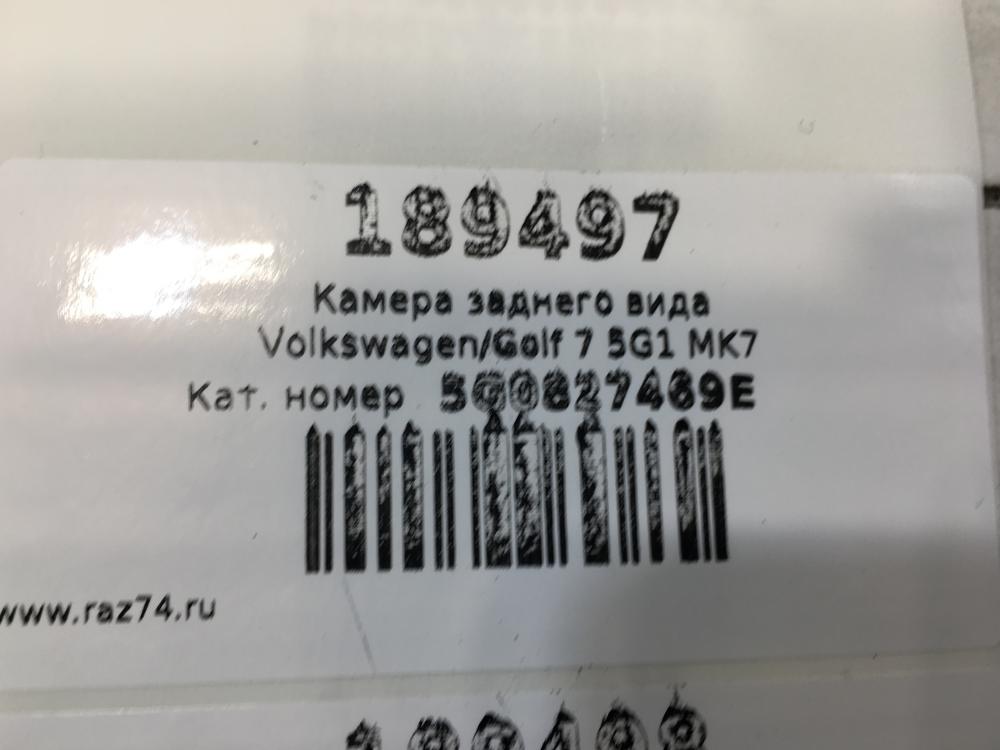 189497
Камера заднего вида
Volkswagen/Golf 7 5G1 MK7
Кат. номер 5G0827469E
www.raz74.ru